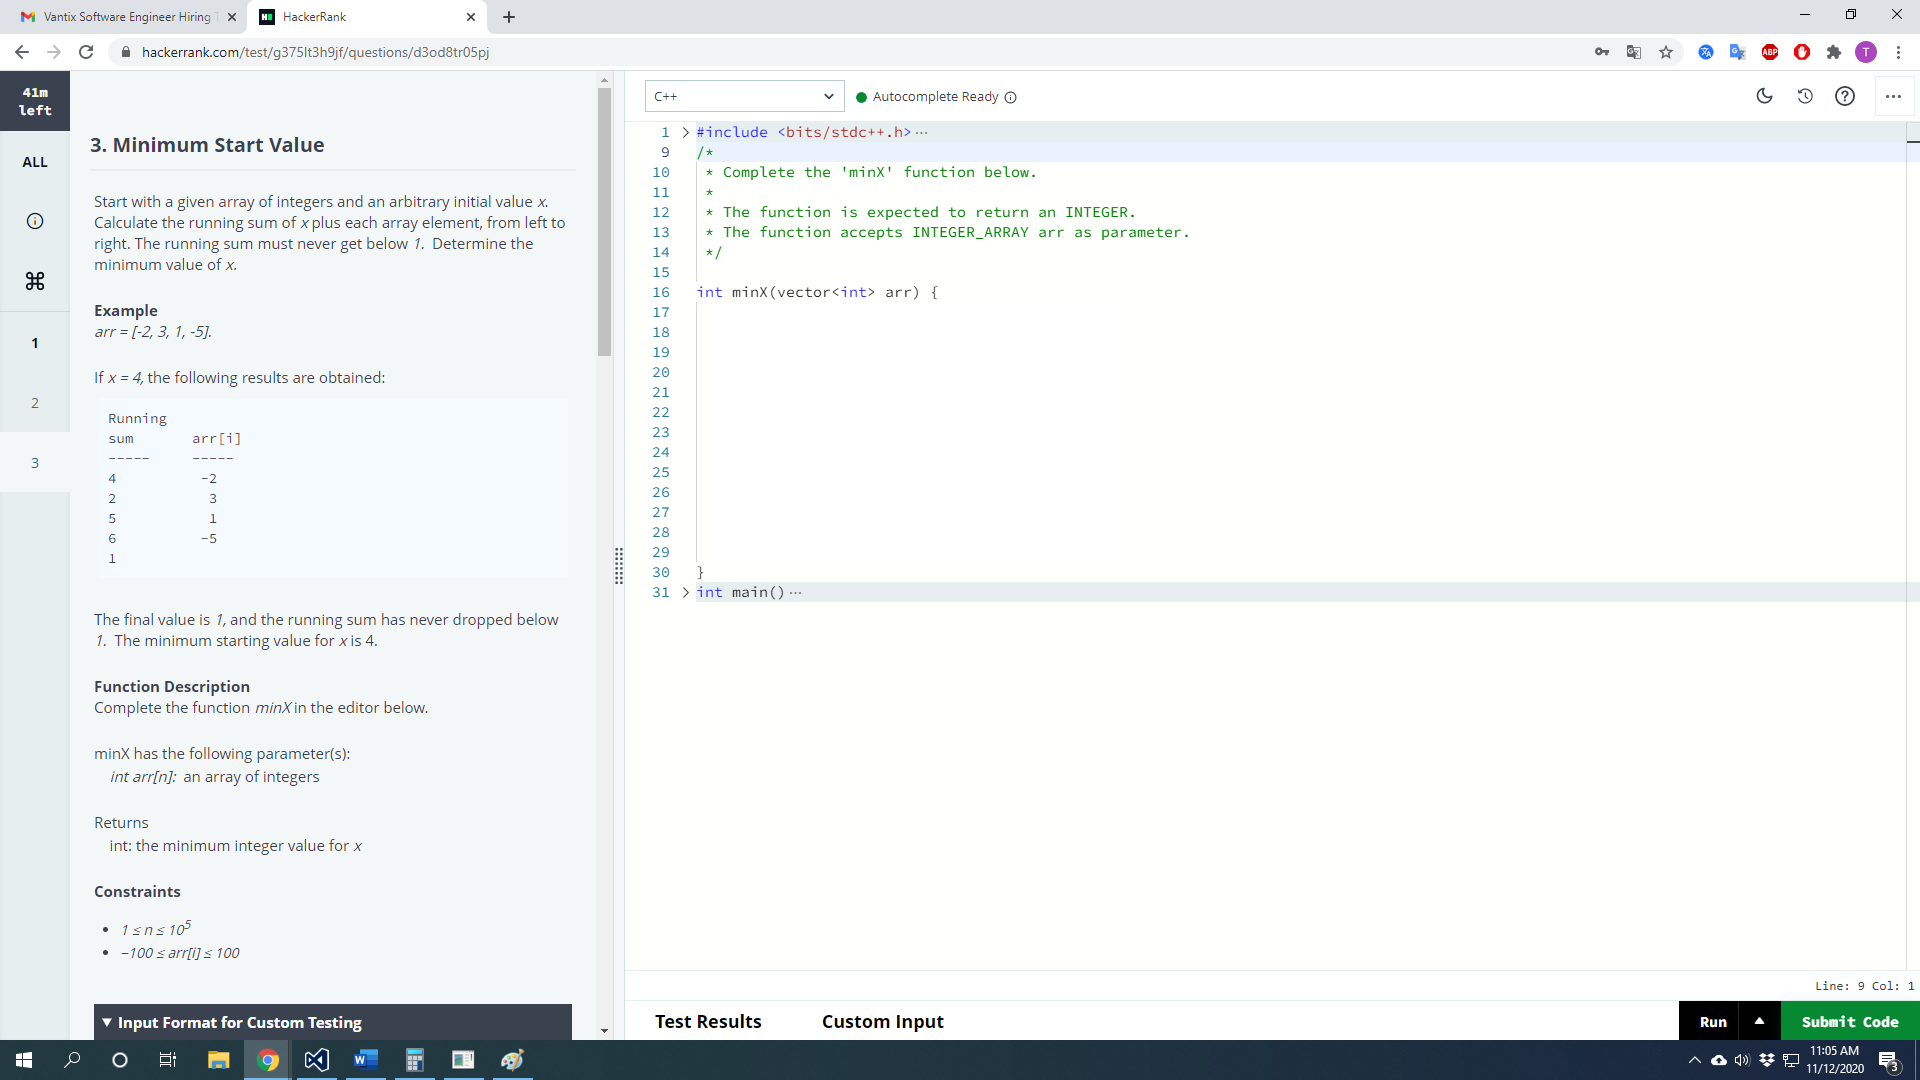 Vantix Software Engineer Hiring T
HackerRank
hackerrank.com/test/g375lt3h9jf/questions/d3od8tr05pj
ABP
T
41m
left
ALL
1
2
3
3. Minimum Start Value
Start with a given array of integers and an arbitrary initial value x.
Calculate the running sum of x plus each array element, from left to
right. The running sum must never get below 1. Determine the
minimum value of x.
Example
arr = [-2, 3, 1, -5].
If x = 4, the following results are obtained:
Running
sum arr[i]
----- -----
4 -2
2 3
5 1
6 -5
1
The final value is 1, and the running sum has never dropped below
1. The minimum starting value for x is 4.
Function Description
Complete the function minX in the editor below.
minX has the following parameter(s):
int arr[n]: an array of integers
Returns
int: the minimum integer value for x
Constraints
• 1 ≤ n ≤ 10⁵
• −100 ≤ arr[i] ≤ 100
▼ Input Format for Custom Testing
C++
Autocomplete Ready
1 > #include <bits/stdc++.h> ···
9 /*
10 * Complete the 'minX' function below.
11 *
12 * The function is expected to return an INTEGER.
13 * The function accepts INTEGER_ARRAY arr as parameter.
14 */
15
16 int minX(vector<int> arr) {
17
18
19
20
21
22
23
24
25
26
27
28
29
30 }
31 > int main() ···
Line: 9 Col: 1
Test Results
Custom Input
Run
Submit Code
W
11:05 AM
11/12/2020
3